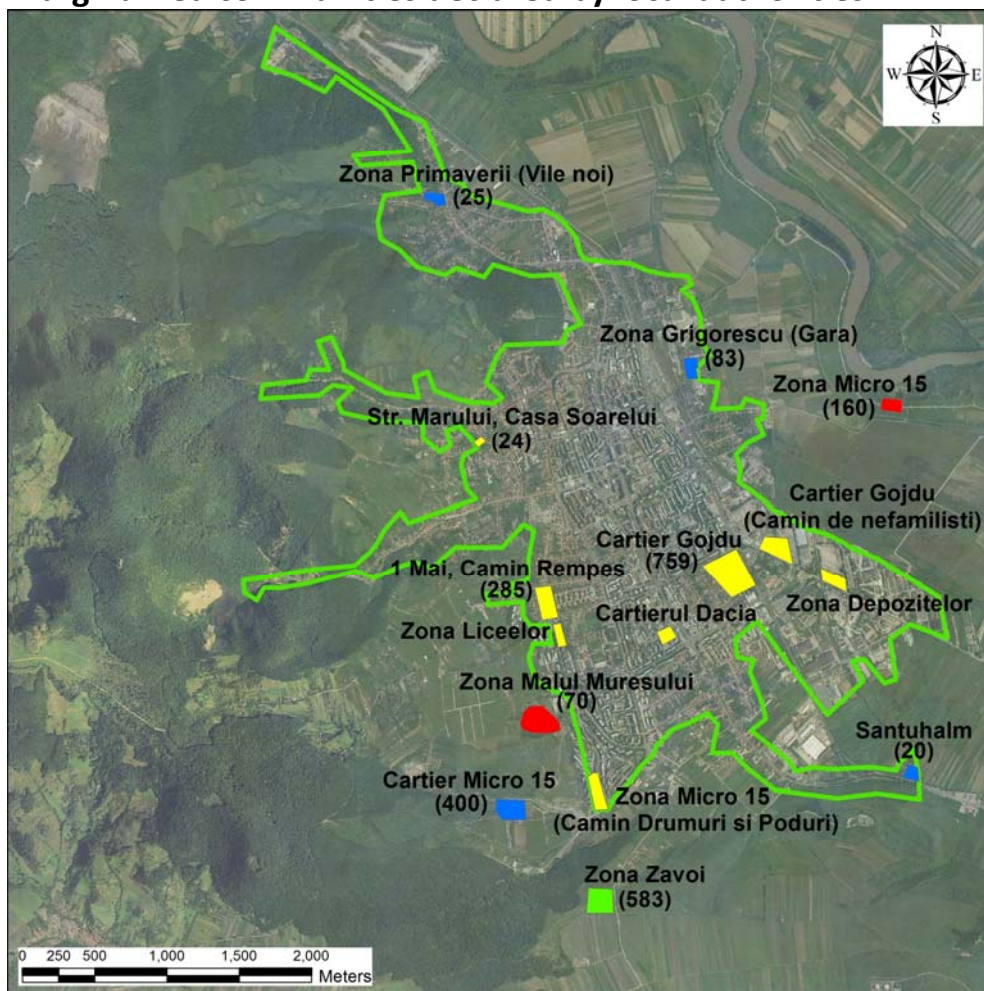 N
W E
S
Zona Primaverii (Vile noi)
(25)
Zona Grigorescu (Gara)
(83)
Zona Micro 15
(160)
Str. Marului, Casa Soarelui
(24)
Cartier Gojdu
(Camin de nefamilisti)
Cartier Gojdu
(759)
1 Mai, Camin Rempes
(285)
Zona Depozitelor
Cartierul Dacia
Zona Liceelor
Zona Malul Muresului
(70)
Santuhalm
(20)
Cartier Micro 15
(400)
Zona Micro 15
(Camin Drumuri si Poduri)
Zona Zavoi
(583)
0 250 500 1,000 1,500 2,000
Meters